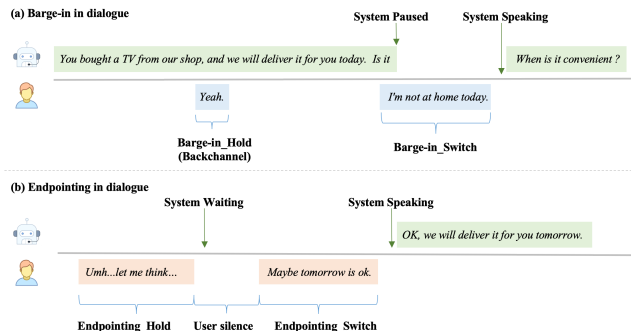 (a) Barge-in in dialogue
System Paused
System Speaking
You bought a TV from our shop, and we will deliver it for you today. Is it
When is it convenient ?
Yeah.
I'm not at home today.
Barge-in_Hold
(Backchannel)
Barge-in_Switch
(b) Endpointing in dialogue
System Waiting
System Speaking
OK, we will deliver it for you tomorrow.
Umh...let me think…
Maybe tomorrow is ok.
Endpointing_Hold
User silence
Endpointing_Switch